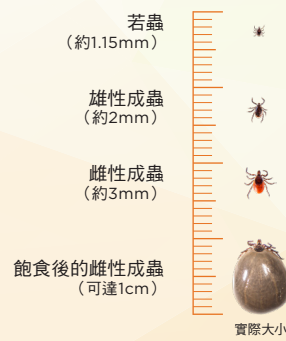 若蟲
（約1.15mm）
雄性成蟲
（約2mm）
雌性成蟲
（約3mm）
飽食後的雌性成蟲
（可達1cm）
實際大小